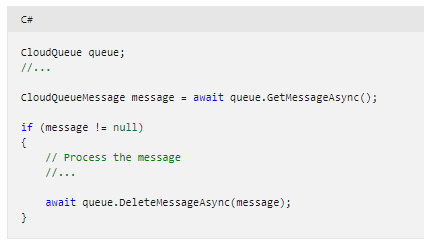 C#
CloudQueue queue;
//...
CloudQueueMessage message = await queue.GetMessageAsync();
if (message != null)
{
    // Process the message
    //...
    await queue.DeleteMessageAsync(message);
}